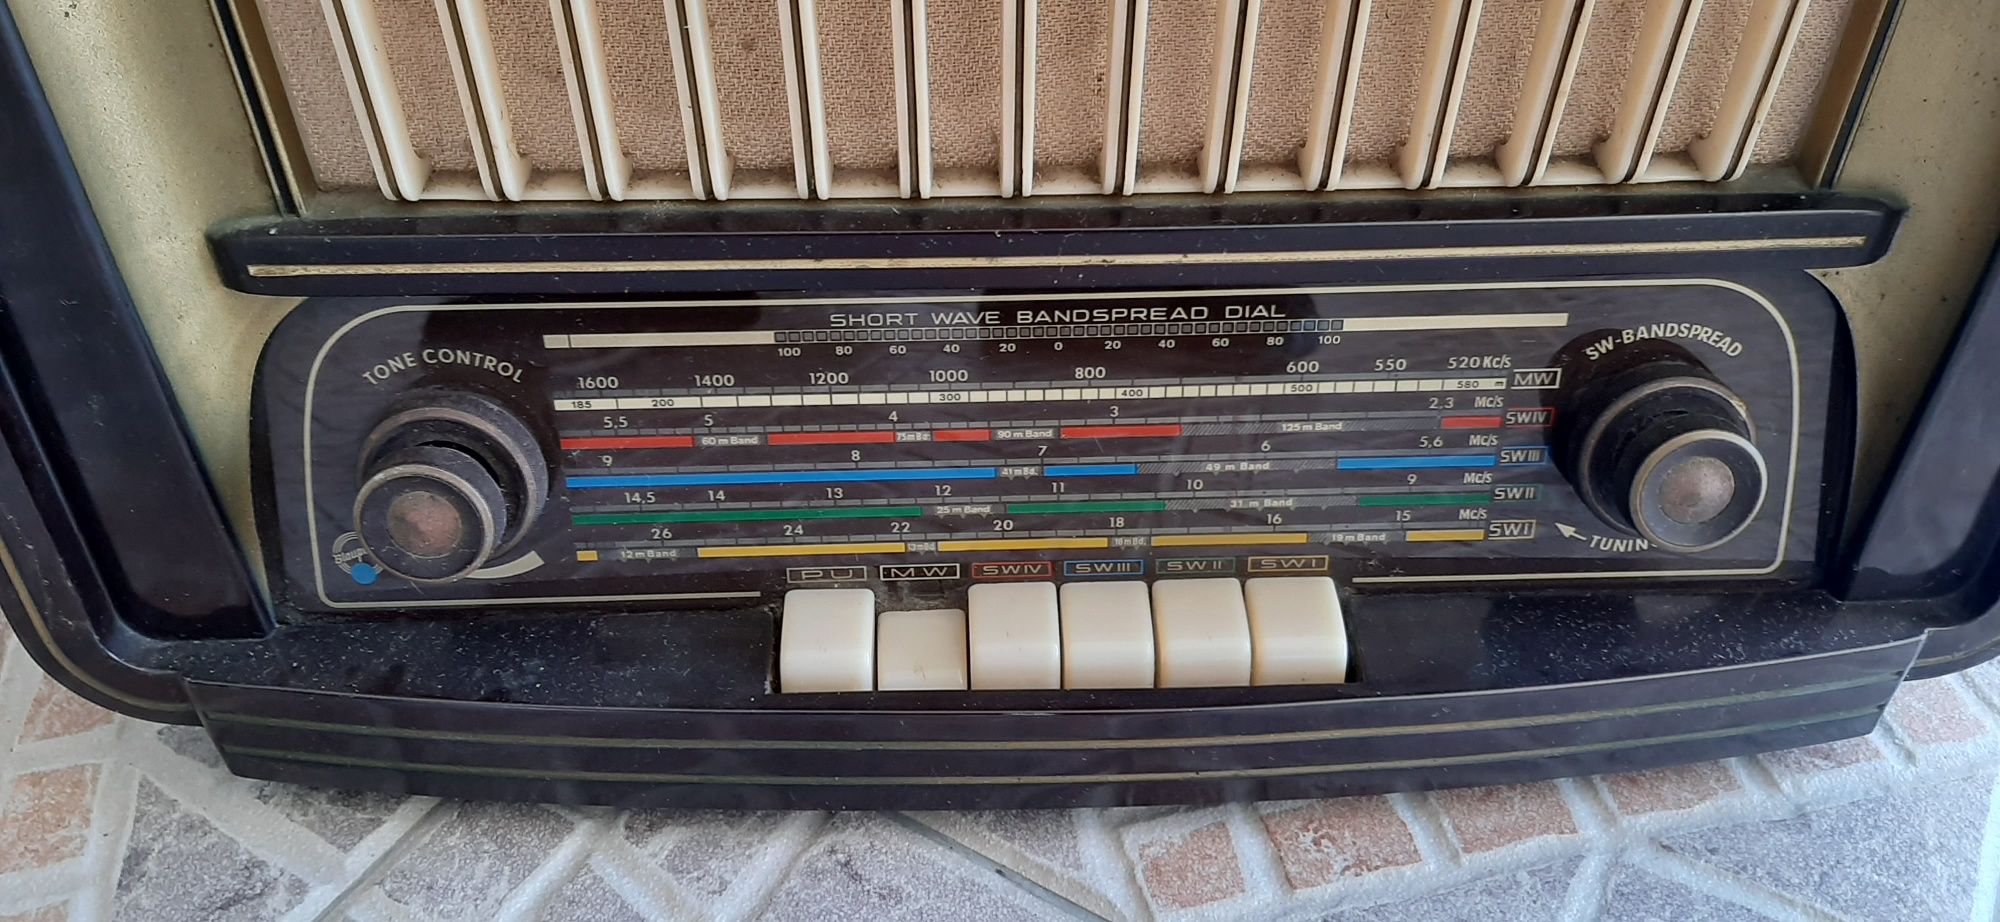 SHORT WAVE BANDSPREAD DIAL
100 80 60 40 20 0 20 40 60 80 100
TONE CONTROL
SW-BANDSPREAD
1600 1400 1200 1000 800 600 550 520 Kc/s
185 200 300 400 500 580 m MW
5.5 5 4 3 2,3 Mc/s
60 m Band 75m Bd. 90 m Band 125 m Band SWIV
9 8 7 6 5,6 Mc/s
41m Bd. 49 m Band SWIII
14,5 14 13 12 11 10 9 Mc/s
25 m Band 31 m Band SWII
26 24 22 20 18 16 15 Mc/s
12 m Band 13m Bd 16m Bd. 19 m Band SWI
TUNIN
Blaup
PU MW SWIV SWIII SWII SWI